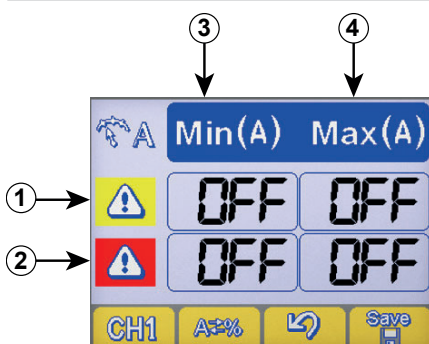 3 4
A Min(A) Max(A)
1 OFF OFF
2 OFF OFF
CH1 A⇄% Save